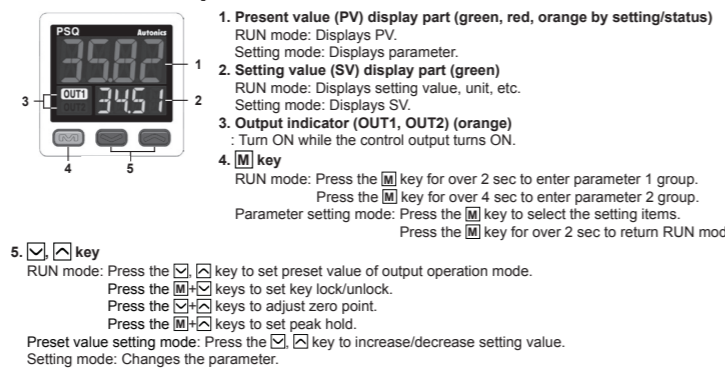 PSQ Autonics
35.82
OUT1
OUT2
34.51
M
1
2
3
4
5
1. Present value (PV) display part (green, red, orange by setting/status)
RUN mode: Displays PV.
Setting mode: Displays parameter.
2. Setting value (SV) display part (green)
RUN mode: Displays setting value, unit, etc.
Setting mode: Displays SV.
3. Output indicator (OUT1, OUT2) (orange)
: Turn ON while the control output turns ON.
4. M key
RUN mode: Press the M key for over 2 sec to enter parameter 1 group.
Press the M key for over 4 sec to enter parameter 2 group.
Parameter setting mode: Press the M key to select the setting items.
Press the M key for over 2 sec to return RUN mod
5. ﹀, ︿ key
RUN mode: Press the ﹀, ︿ key to set preset value of output operation mode.
Press the M+﹀ keys to set key lock/unlock.
Press the ﹀+︿ keys to adjust zero point.
Press the M+︿ keys to set peak hold.
Preset value setting mode: Press the ﹀, ︿ key to increase/decrease setting value.
Setting mode: Changes the parameter.